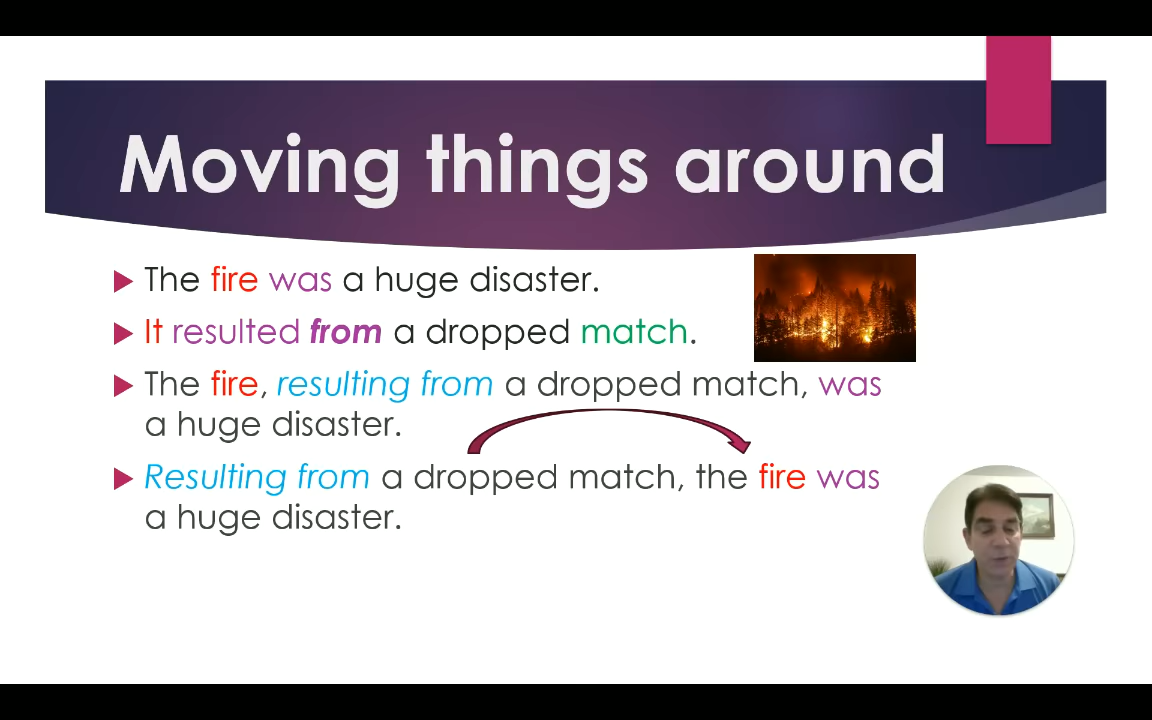 Moving things around
The fire was a huge disaster.
It resulted from a dropped match.
The fire, resulting from a dropped match, was
a huge disaster.
Resulting from a dropped match, the fire was
a huge disaster.